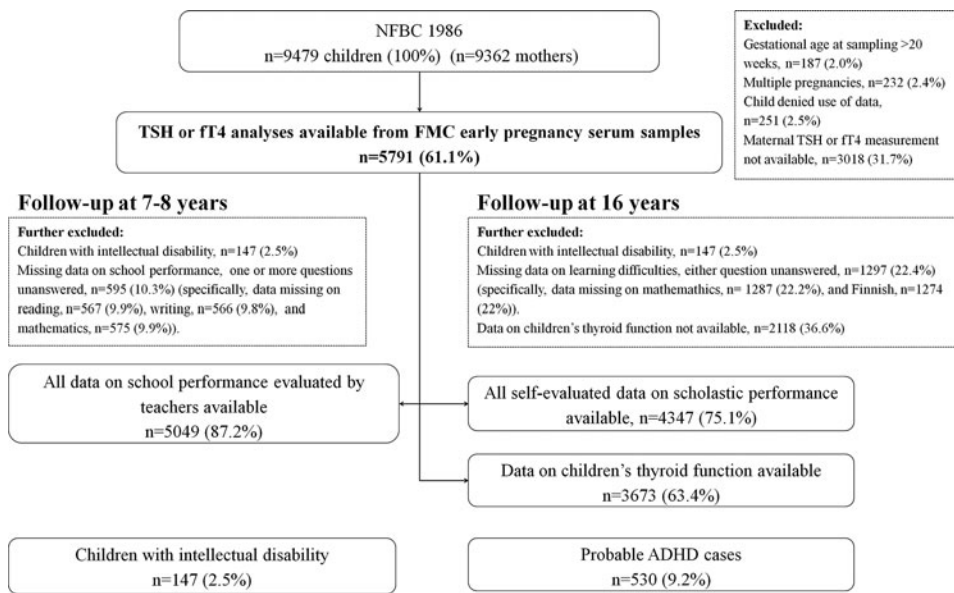 NFBC 1986
n=9479 children (100%) (n=9362 mothers)
Excluded:
Gestational age at sampling >20
weeks, n=187 (2.0%)
Multiple pregnancies, n=232 (2.4%)
Child denied use of data,
n=251 (2.5%)
Maternal TSH or fT4 measurement
not available, n=3018 (31.7%)
TSH or fT4 analyses available from FMC early pregnancy serum samples
n=5791 (61.1%)
Follow-up at 7-8 years
Further excluded:
Children with intellectual disability, n=147 (2.5%)
Missing data on school performance, one or more questions
unanswered, n=595 (10.3%) (specifically, data missing on
reading, n=567 (9.9%), writing, n=566 (9.8%), and
mathematics, n=575 (9.9%)).
Follow-up at 16 years
Further excluded:
Children with intellectual disability, n=147 (2.5%)
Missing data on learning difficulties, either question unanswered, n=1297 (22.4%)
(specifically, data missing on mathemathics, n= 1287 (22.2%), and Finnish, n=1274
(22%)).
Data on children's thyroid function not available, n=2118 (36.6%)
All data on school performance evaluated by
teachers available
n=5049 (87.2%)
All self-evaluated data on scholastic performance
available, n=4347 (75.1%)
Data on children's thyroid function available
n=3673 (63.4%)
Children with intellectual disability
n=147 (2.5%)
Probable ADHD cases
n=530 (9.2%)